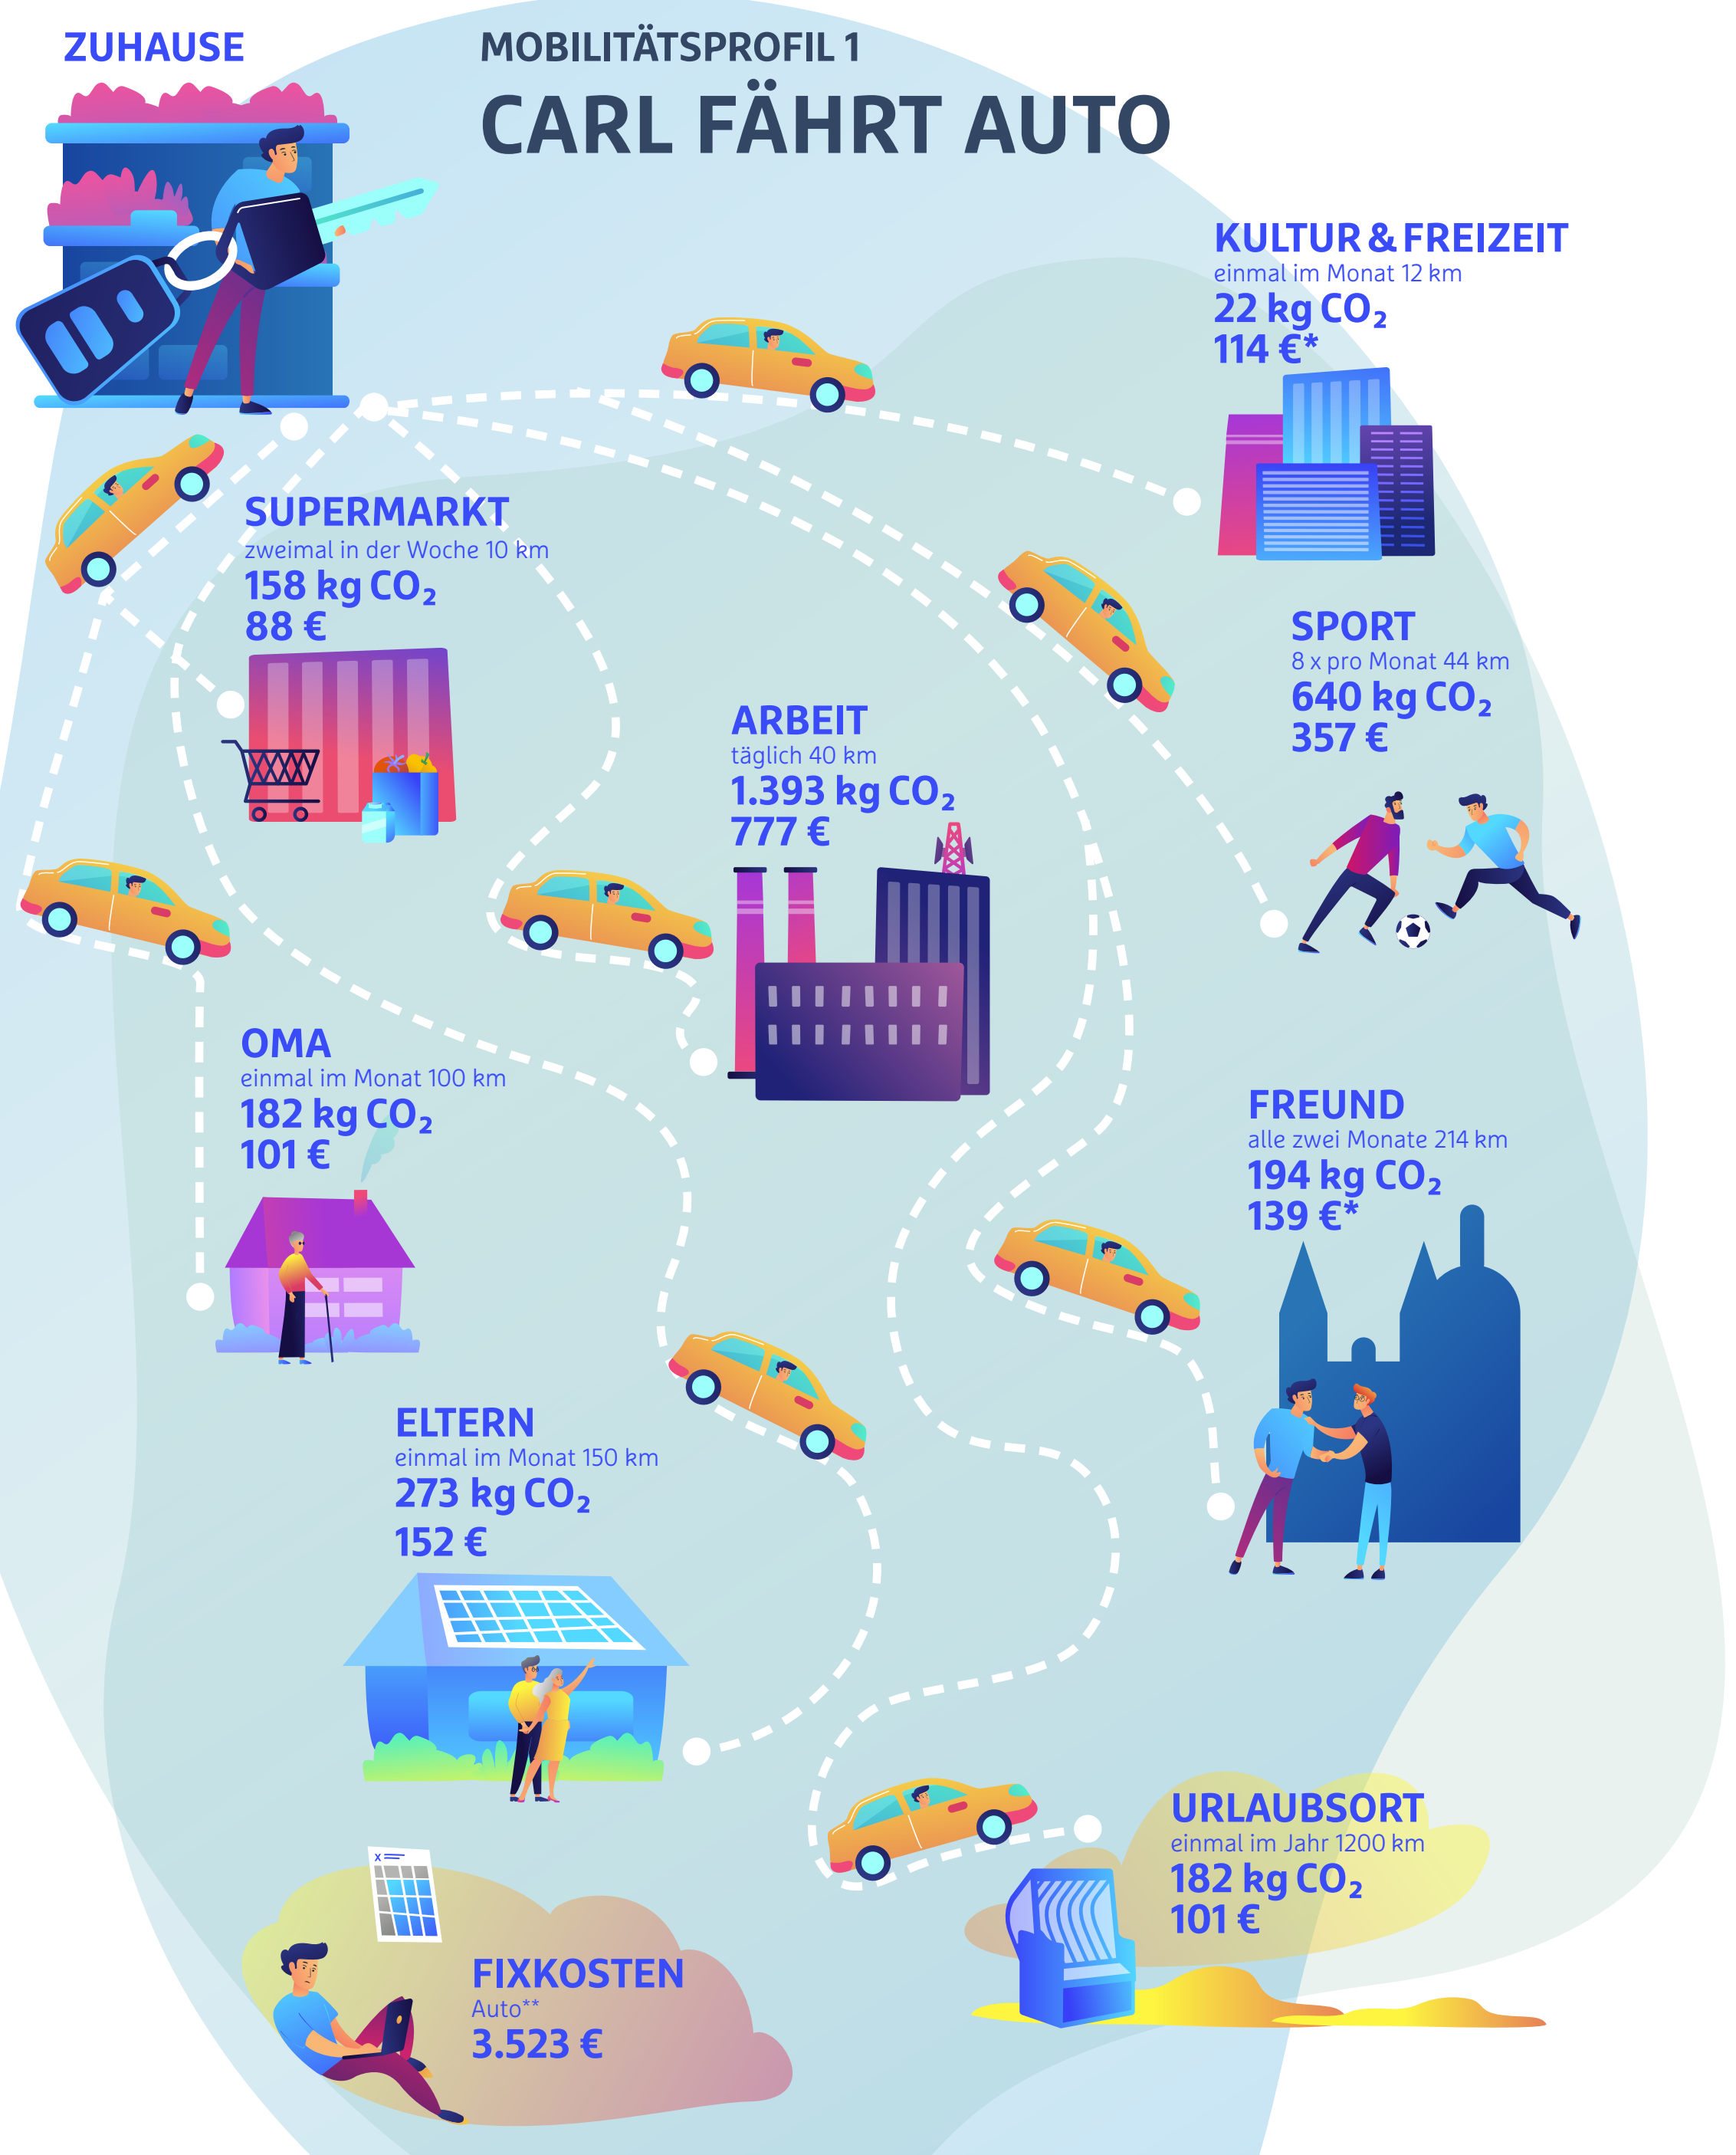 ZUHAUSE
MOBILITÄTSPROFIL 1
CARL FÄHRT AUTO
KULTUR & FREIZEIT
einmal im Monat 12 km
22 kg CO₂
114 €*
SUPERMARKT
zweimal in der Woche 10 km
158 kg CO₂
88 €
SPORT
8 x pro Monat 44 km
640 kg CO₂
357 €
ARBEIT
täglich 40 km
1.393 kg CO₂
777 €
OMA
einmal im Monat 100 km
182 kg CO₂
101 €
FREUND
alle zwei Monate 214 km
194 kg CO₂
139 €*
ELTERN
einmal im Monat 150 km
273 kg CO₂
152 €
URLAUBSORT
einmal im Jahr 1200 km
182 kg CO₂
101 €
X
FIXKOSTEN
Auto**
3.523 €